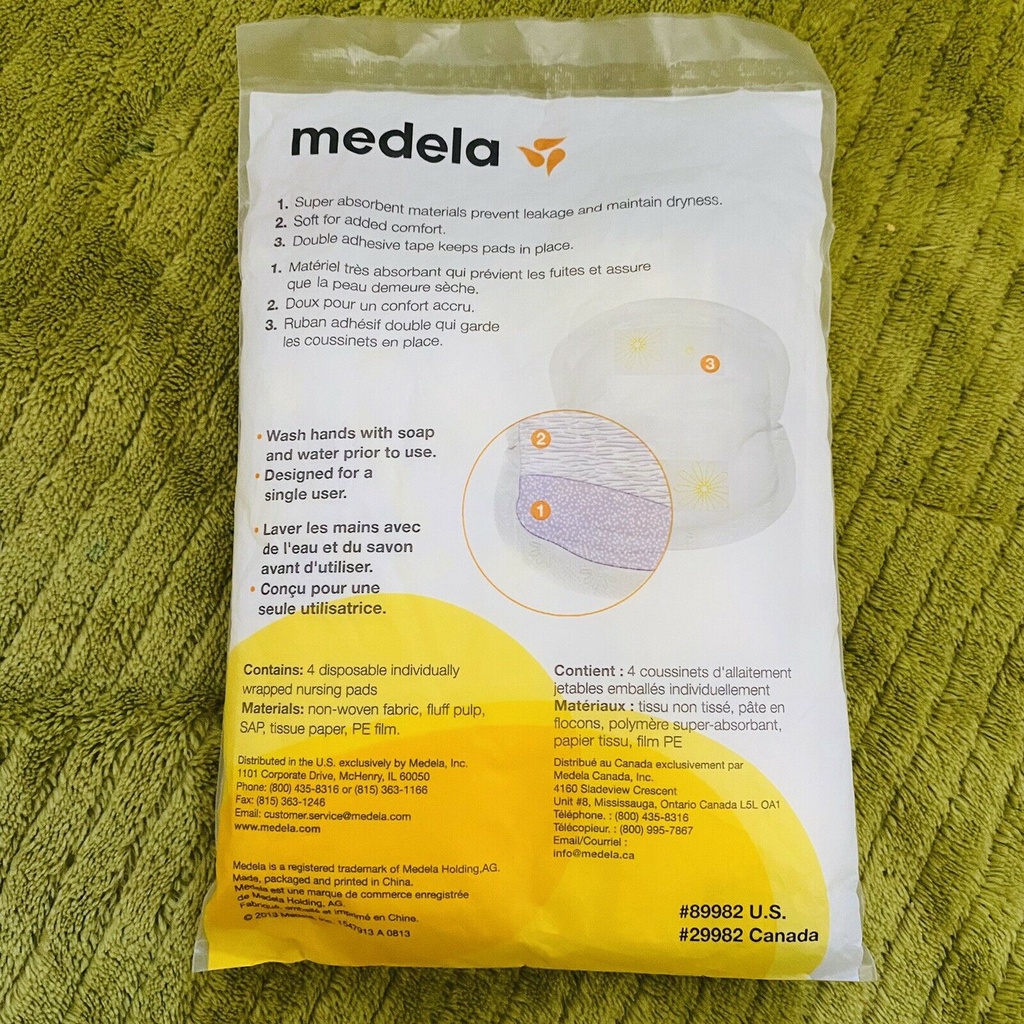 medela
1. Super absorbent materials prevent leakage and maintain dryness.
2. Soft for added comfort.
3. Double adhesive tape keeps pads in place.
1. Matériel très absorbant qui prévient les fuites et assure
que la peau demeure sèche.
2. Doux pour un confort accru.
3. Ruban adhésif double qui garde
les coussinets en place.
3
2
1
• Wash hands with soap
and water prior to use.
• Designed for a
single user.
• Laver les mains avec
de l'eau et du savon
avant d'utiliser.
• Conçu pour une
seule utilisatrice.
Contains: 4 disposable individually
wrapped nursing pads
Materials: non-woven fabric, fluff pulp,
SAP, tissue paper, PE film.
Contient : 4 coussinets d'allaitement
jetables emballés individuellement
Matériaux : tissu non tissé, pâte en
flocons, polymère super-absorbant,
papier tissu, film PE
Distributed in the U.S. exclusively by Medela, Inc.
1101 Corporate Drive, McHenry, IL 60050
Phone: (800) 435-8316 or (815) 363-1166
Fax: (815) 363-1246
Email: customer.service@medela.com
www.medela.com
Distribué au Canada exclusivement par
Medela Canada, Inc.
4160 Sladeview Crescent
Unit #8, Mississauga, Ontario Canada L5L OA1
Téléphone. : (800) 435-8316
Télécopieur. : (800) 995-7867
Email/Courriel :
info@medela.ca
Medela is a registered trademark of Medela Holding,AG.
Made, packaged and printed in China.
Medela est une marque de commerce enregistrée
de Medela Holding, AG.
Fabriqué, emballé et imprimé en Chine.
© 2013 Medela, Inc. 1547913 A 0813
#89982 U.S.
#29982 Canada